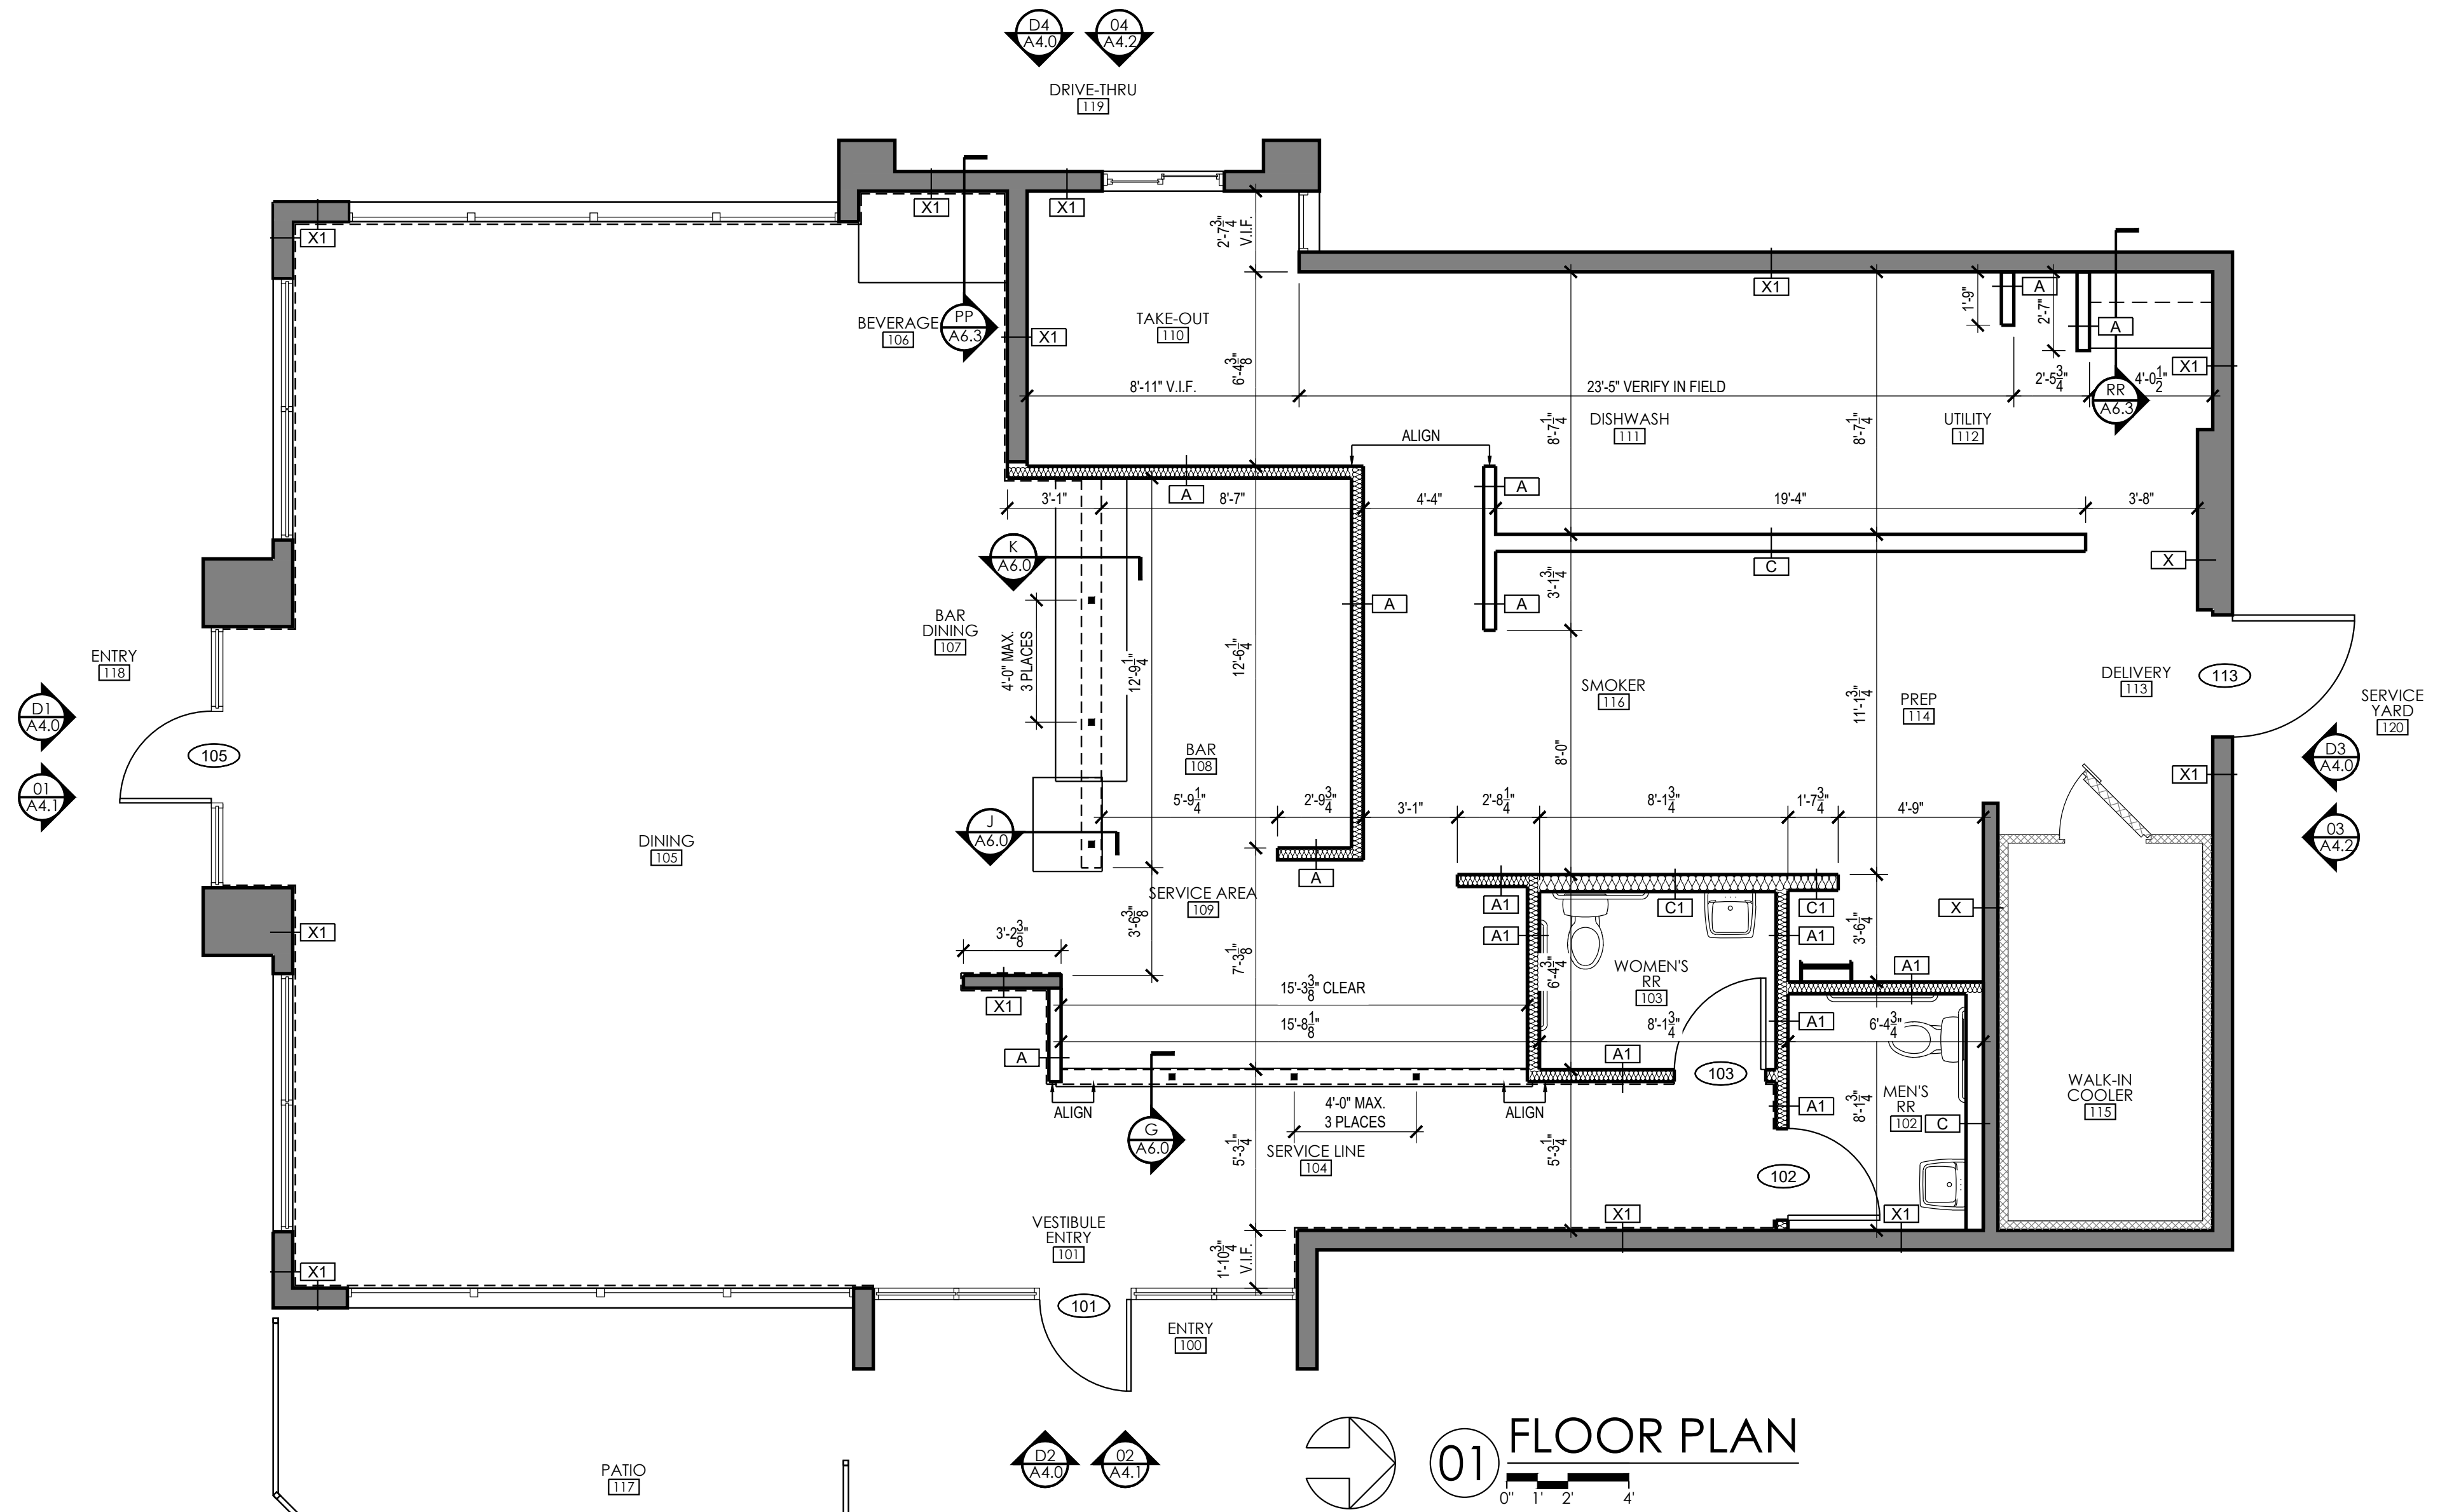 D4
A4.0
04
A4.2
DRIVE-THRU
119
X1
X1
X1
2'-7 3/4"
V.I.F.
BEVERAGE
106
PP
A6.3
X1
TAKE-OUT
110
6'-4 3/8"
8'-11" V.I.F.
X1
23'-5" VERIFY IN FIELD
1'-9"
A
2'-7"
A
X1
2'-5 3/4"
4'-0 1/2"
RR
A6.3
DISHWASH
111
8'-7 1/4"
8'-7 1/4"
UTILITY
112
ALIGN
3'-1"
A
8'-7"
4'-4"
A
19'-4"
3'-8"
K
A6.0
C
X
3'-1 3/4"
A
A
BAR
DINING
107
4'-0" MAX.
3 PLACES
12'-9 1/4"
12'-6 1/4"
ENTRY
118
D1
A4.0
105
01
A4.1
SMOKER
116
PREP
114
11'-1 3/4"
8'-0"
DELIVERY
113
113
SERVICE
YARD
120
D3
A4.0
03
A4.2
X1
BAR
108
5'-9 1/4"
2'-9 3/4"
3'-1"
2'-8 1/4"
8'-1 3/4"
1'-7 3/4"
4'-9"
DINING
105
J
A6.0
A
SERVICE AREA
109
3'-6 3/8"
7'-3 1/8"
A1
C1
C1
X
X1
3'-2 3/8"
A1
A1
3'-6 1/4"
X1
15'-3 3/8" CLEAR
6'-4 3/4"
WOMEN'S
RR
103
A1
15'-8 1/8"
8'-1 3/4"
A1
6'-4 3/4"
A
A1
103
ALIGN
4'-0" MAX.
3 PLACES
ALIGN
A1
8'-1 3/4"
MEN'S
RR
102
C
WALK-IN
COOLER
115
G
A6.0
5'-3 1/4"
SERVICE LINE
104
5'-3 1/4"
102
X1
X1
VESTIBULE
ENTRY
101
1'-10 3/4"
V.I.F.
X1
101
ENTRY
100
D2
A4.0
02
A4.1
PATIO
117
01
FLOOR PLAN
0" 1' 2' 4'